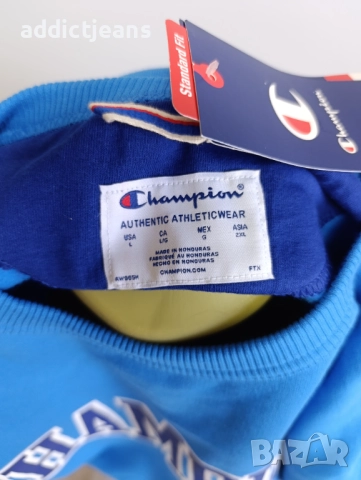 addictjeans
Standard Fit
Champion
Champion®
AUTHENTIC ATHLETICWEAR
USA CA MEX ASIA
L L/G G 2XL
MADE IN HONDURAS
FABRIQUÉ AU HONDURAS
HECHO EN HONDURAS
CHAMPION.COM
FTX
BAZAR